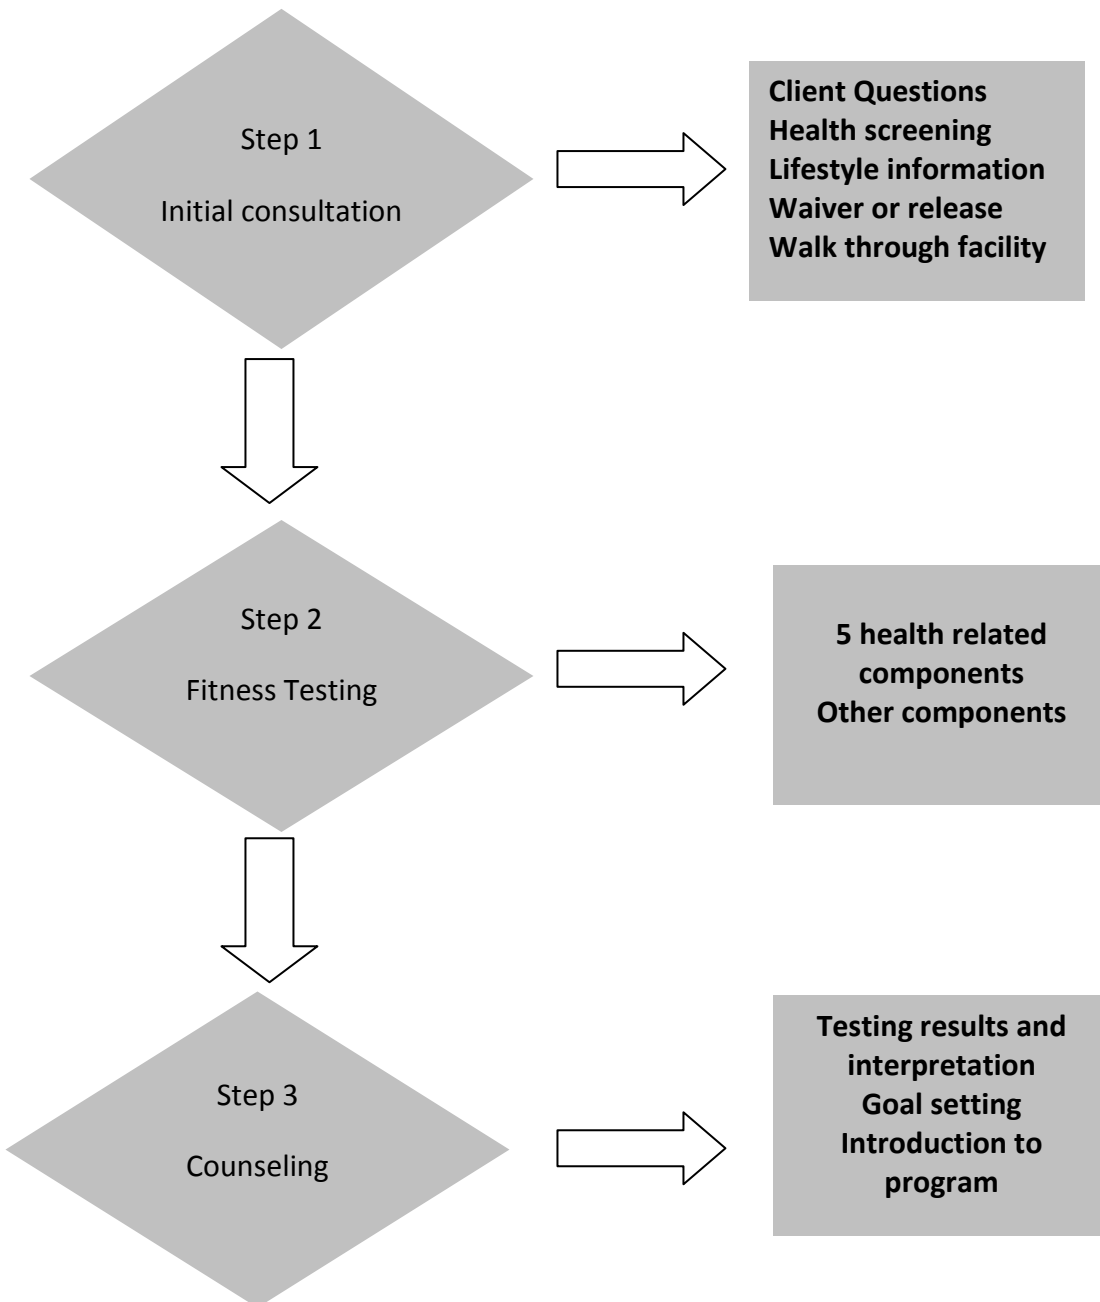 Step 1
Initial consultation
Client Questions
Health screening
Lifestyle information
Waiver or release
Walk through facility
Step 2
Fitness Testing
5 health related
components
Other components
Step 3
Counseling
Testing results and
interpretation
Goal setting
Introduction to
program